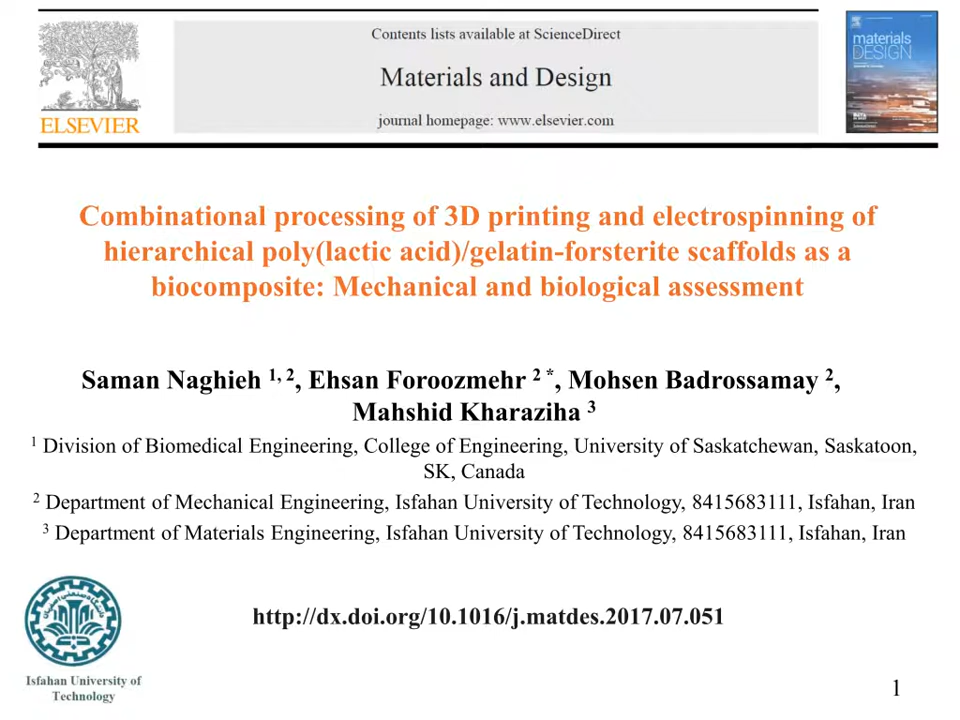 Contents lists available at ScienceDirect
Materials and Design
journal homepage: www.elsevier.com
ELSEVIER
materials
DESIGN
Combinational processing of 3D printing and electrospinning of
hierarchical poly(lactic acid)/gelatin-forsterite scaffolds as a
biocomposite: Mechanical and biological assessment
Saman Naghieh 1, 2, Ehsan Foroozmehr 2 *, Mohsen Badrossamay 2,
Mahshid Kharaziha 3
1 Division of Biomedical Engineering, College of Engineering, University of Saskatchewan, Saskatoon,
SK, Canada
2 Department of Mechanical Engineering, Isfahan University of Technology, 8415683111, Isfahan, Iran
3 Department of Materials Engineering, Isfahan University of Technology, 8415683111, Isfahan, Iran
http://dx.doi.org/10.1016/j.matdes.2017.07.051
Isfahan University of
Technology
1